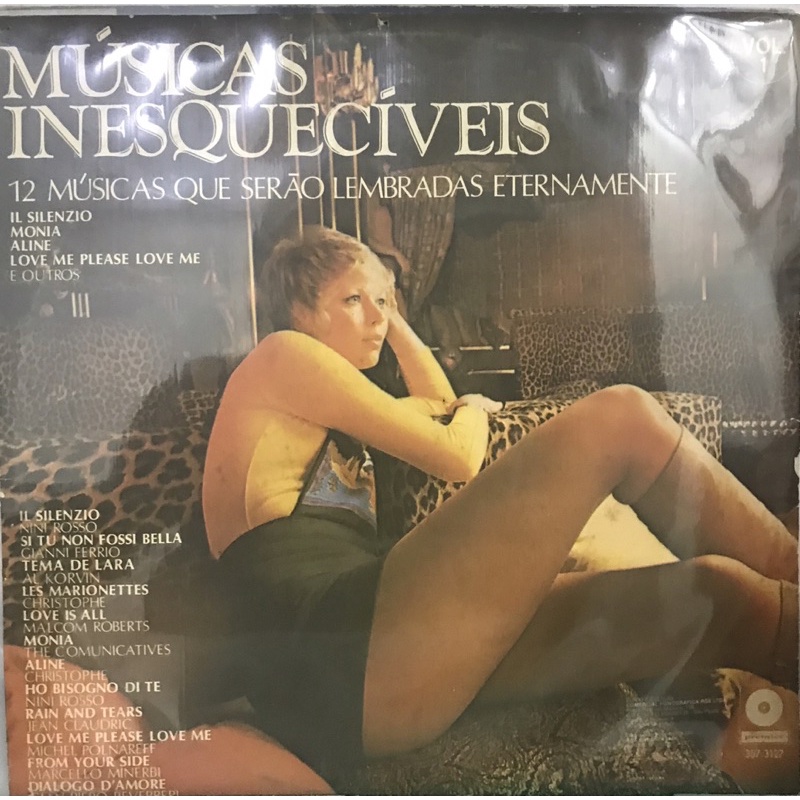 MÚSICAS
INESQUECÍVEIS
VOL.
1
12 MÚSICAS QUE SERÃO LEMBRADAS ETERNAMENTE
IL SILENZIO
MONIA
ALINE
LOVE ME PLEASE LOVE ME
E OUTROS
IL SILENZIO
NINI ROSSO
SI TU NON FOSSI BELLA
GIANNI FERRIO
TEMA DE LARA
AL KORVIN
LES MARIONETTES
CHRISTOPHE
LOVE IS ALL
MALCOM ROBERTS
MONIA
THE COMUNICATIVES
ALINE
CHRISTOPHE
HO BISOGNO DI TE
NINI ROSSO
RAIN AND TEARS
JEAN CLAUDRIC
LOVE ME PLEASE LOVE ME
MICHEL POLNAREFF
FROM YOUR SIDE
MARCELLO MINERBI
DIALOGO D'AMORE